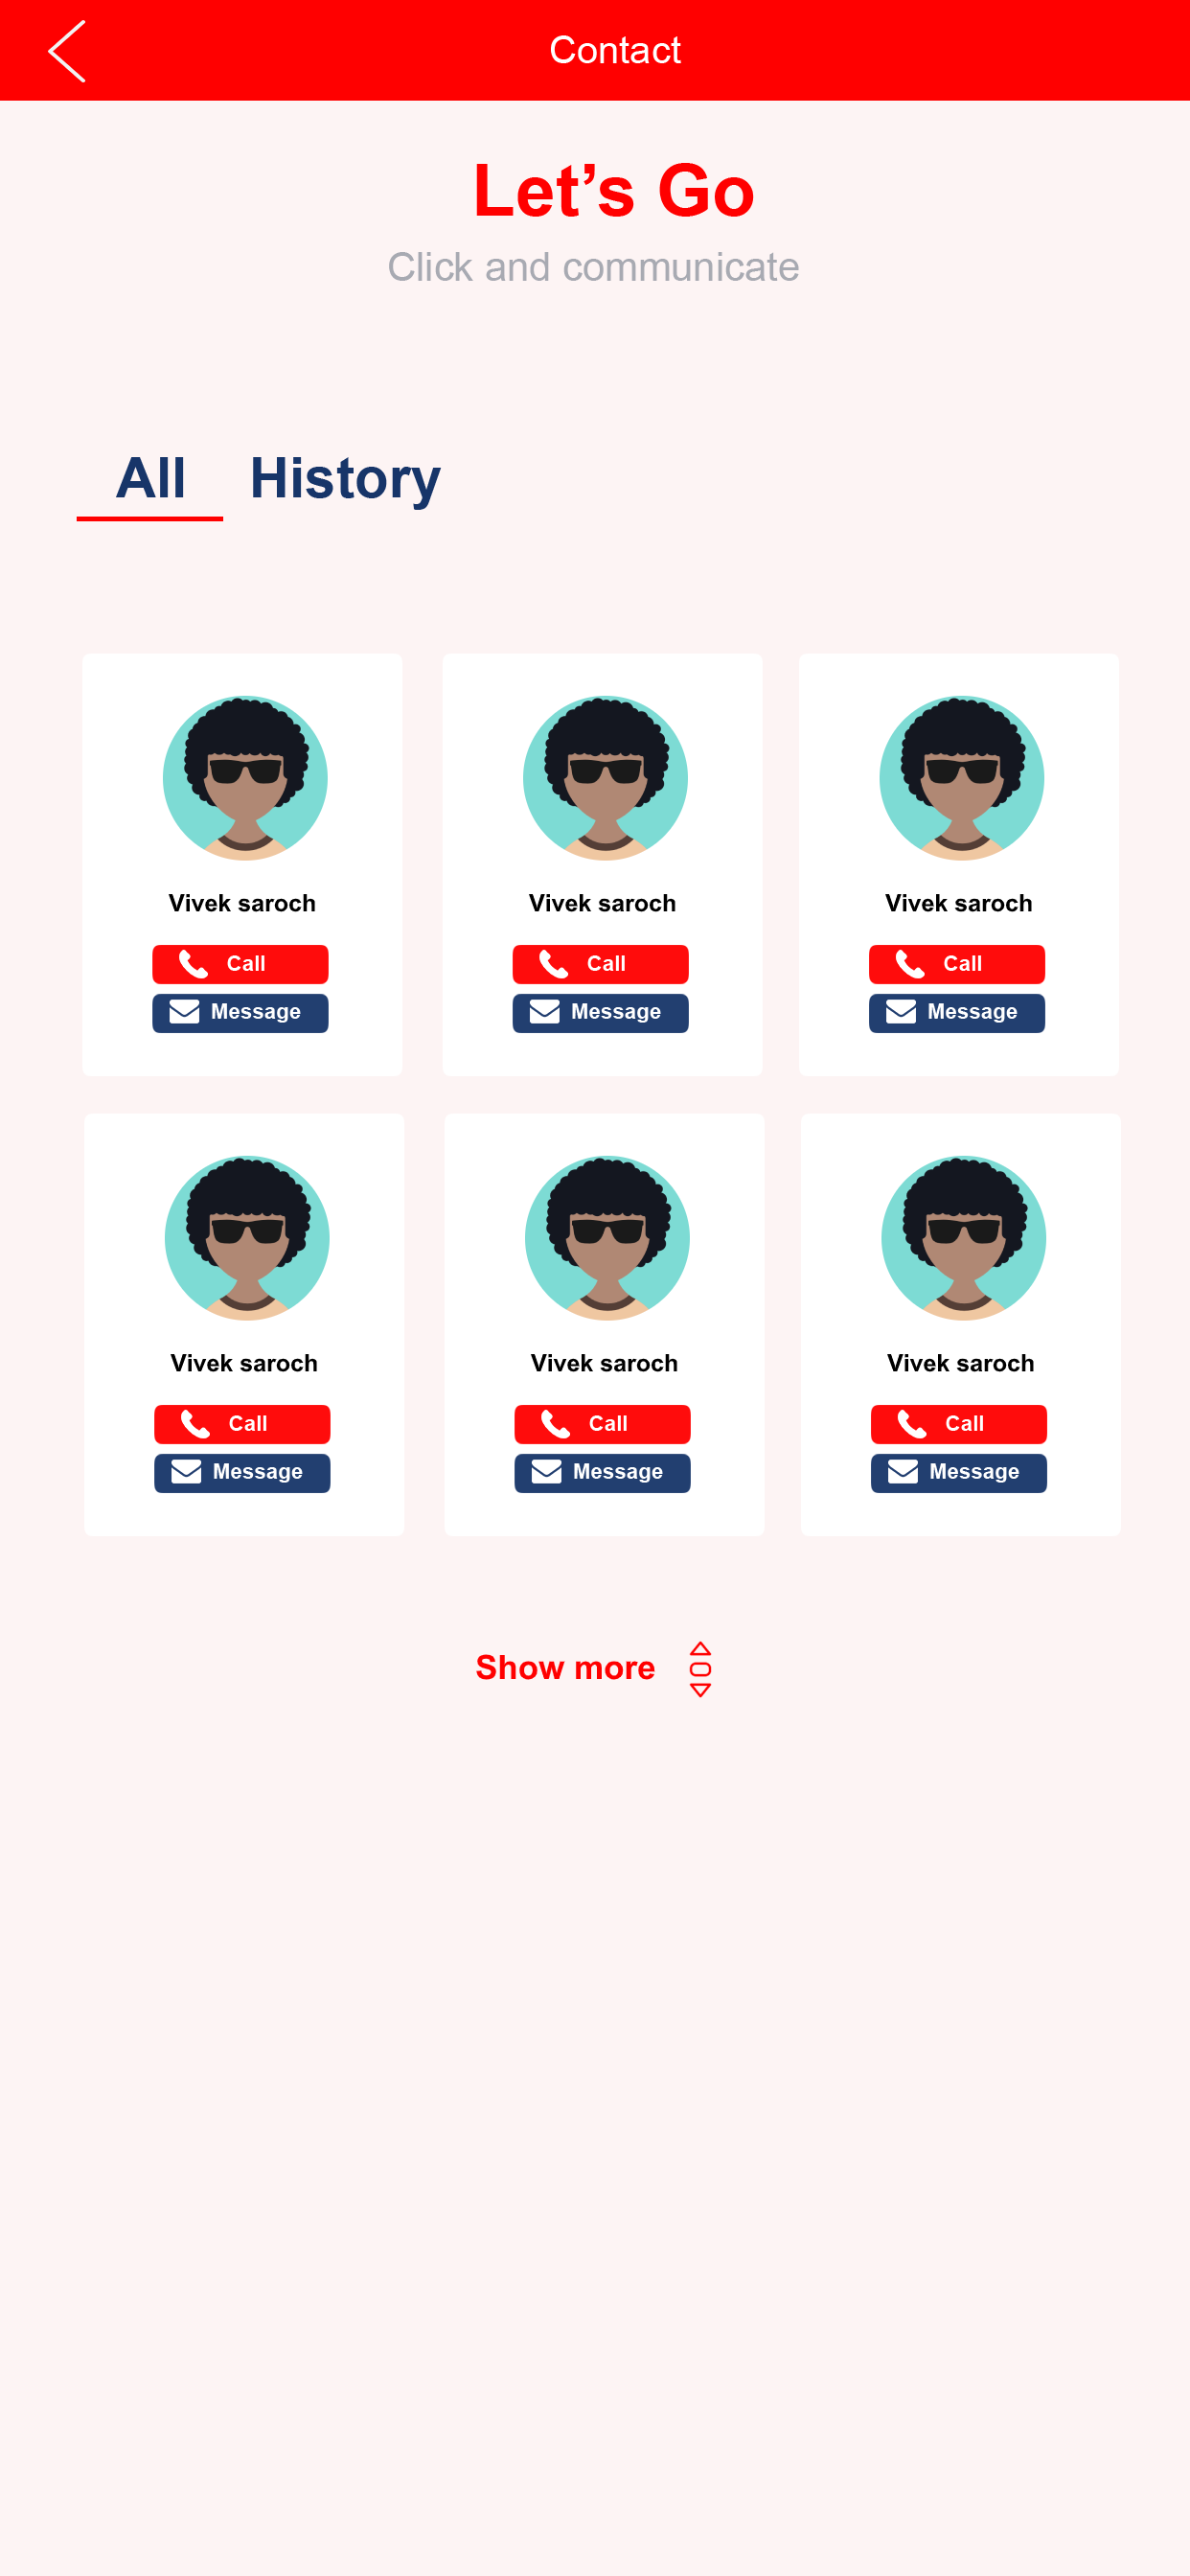 Contact
Let’s Go
Click and communicate
All History
Vivek saroch Vivek saroch Vivek saroch
Call Call Call
Message Message Message
Vivek saroch Vivek saroch Vivek saroch
Call Call Call
Message Message Message
Show more